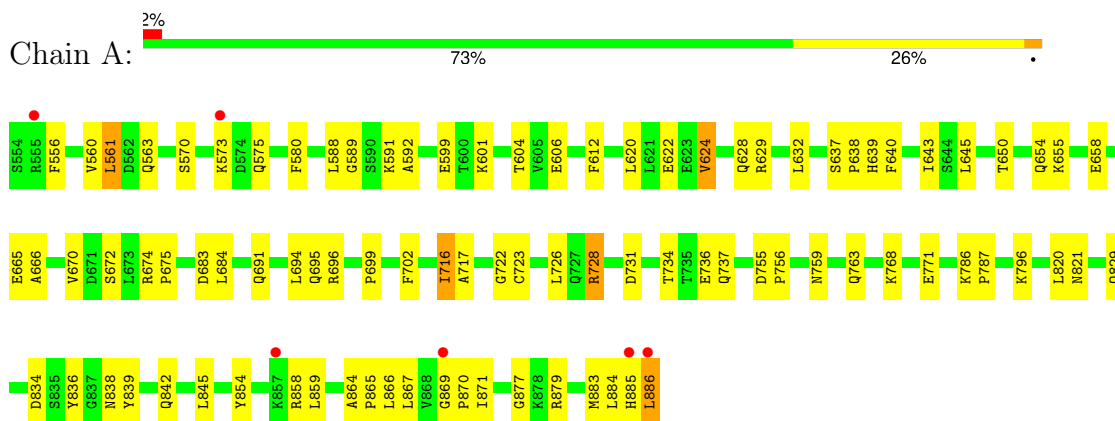 2%
Chain A:
73% 26% •
S554 R555 F556 V560 L561 D562 Q563 S570 K573 D574 Q575 F580 L588 G589 S590 K591 A592 E599 T600 K601 T604 V605 E606 F612 L620 L621 E622 E623 V624 Q628 R629 L632 S637 P638 H639 F640 I643 S644 L645 T650 Q654 K655 E658
E665 A666 V670 D671 S672 L673 R674 P675 D683 L684 Q691 L694 Q695 R696 P699 F702 I716 A717 G722 C723 L726 Q727 R728 D731 T734 T735 E736 Q737 D755 P756 N759 Q763 K768 E771 K786 P787 K796 L820 N821
D834 S835 Y836 G837 N838 Y839 Q842 L845 Y854 K857 R858 L859 A864 P865 L866 L867 V868 G869 P870 I871 G877 K878 R879 M883 L884 H885 L886